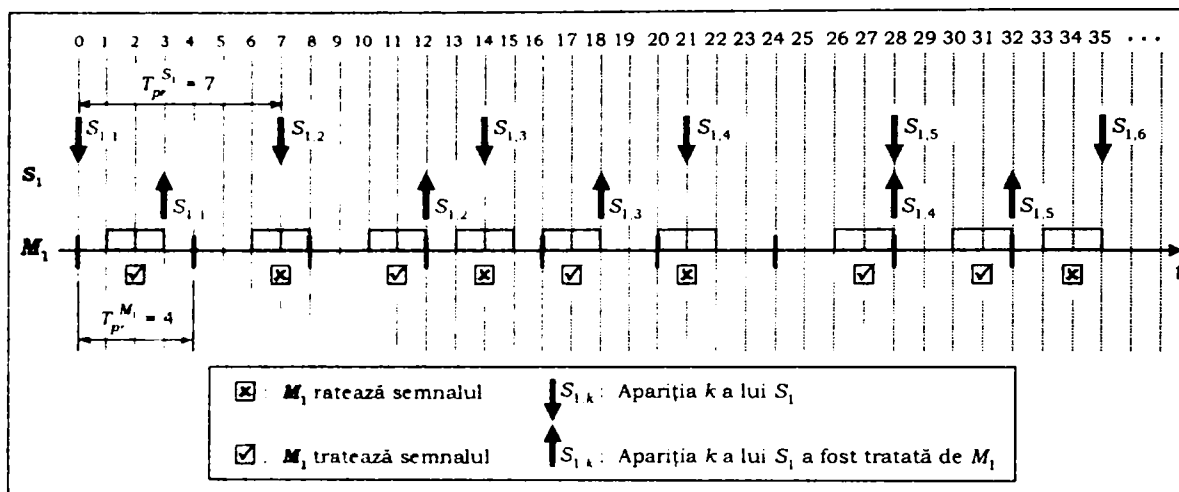 0 1 2 3 4 5 6 7 8 9 10 11 12 13 14 15 16 17 18 19 20 21 22 23 24 25 26 27 28 29 30 31 32 33 34 35 ···
T_pr^{S_1} = 7
S_{1,1} S_{1,2} S_{1,3} S_{1,4} S_{1,5} S_{1,6}
S_1
S_{1,1} S_{1,2} S_{1,3} S_{1,4} S_{1,5}
M_1
t
T_pr^{M_1} = 4
: M_1 ratează semnalul
S_{1,k} : Apariția k a lui S_1
: M_1 tratează semnalul
S_{1,k} : Apariția k a lui S_1 a fost tratată de M_1